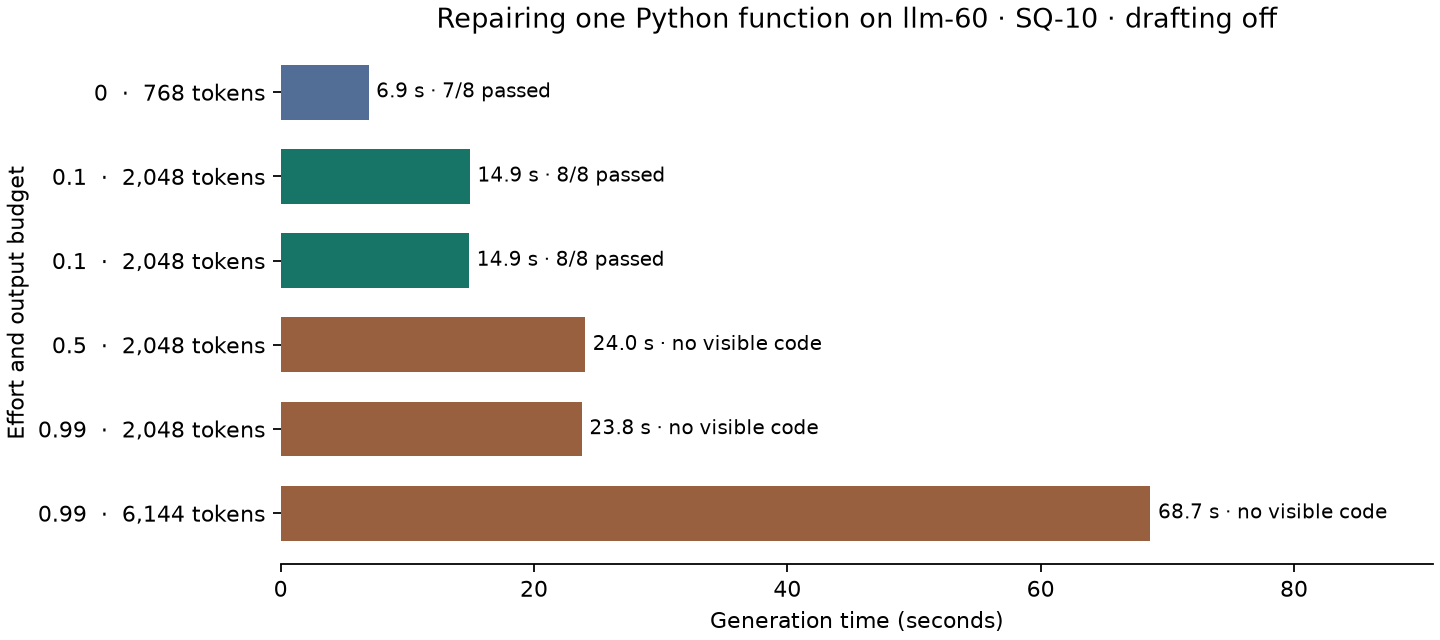 Repairing one Python function on llm-60 · SQ-10 · drafting off
Effort and output budget
0 · 768 tokens
6.9 s · 7/8 passed
0.1 · 2,048 tokens
14.9 s · 8/8 passed
0.1 · 2,048 tokens
14.9 s · 8/8 passed
0.5 · 2,048 tokens
24.0 s · no visible code
0.99 · 2,048 tokens
23.8 s · no visible code
0.99 · 6,144 tokens
68.7 s · no visible code
0 20 40 60 80
Generation time (seconds)